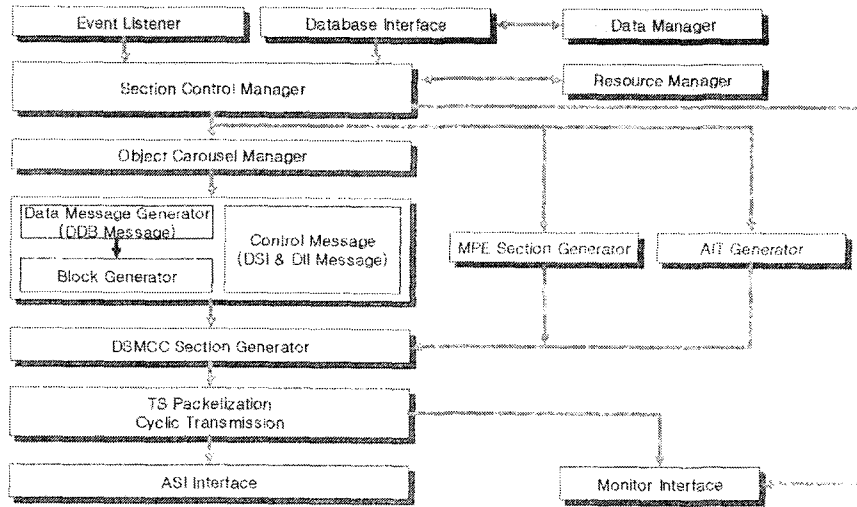 Event Listener
Database Interface
Data Manager
Section Control Manager
Resource Manager
Object Carousel Manager
Data Message Generator
(DDB Message)
Control Message
(DSI & DII Message)
Block Generator
MPE Section Generator
AIT Generator
DSMCC Section Generator
TS Packetization
Cyclic Transmission
ASI Interface
Monitor Interface